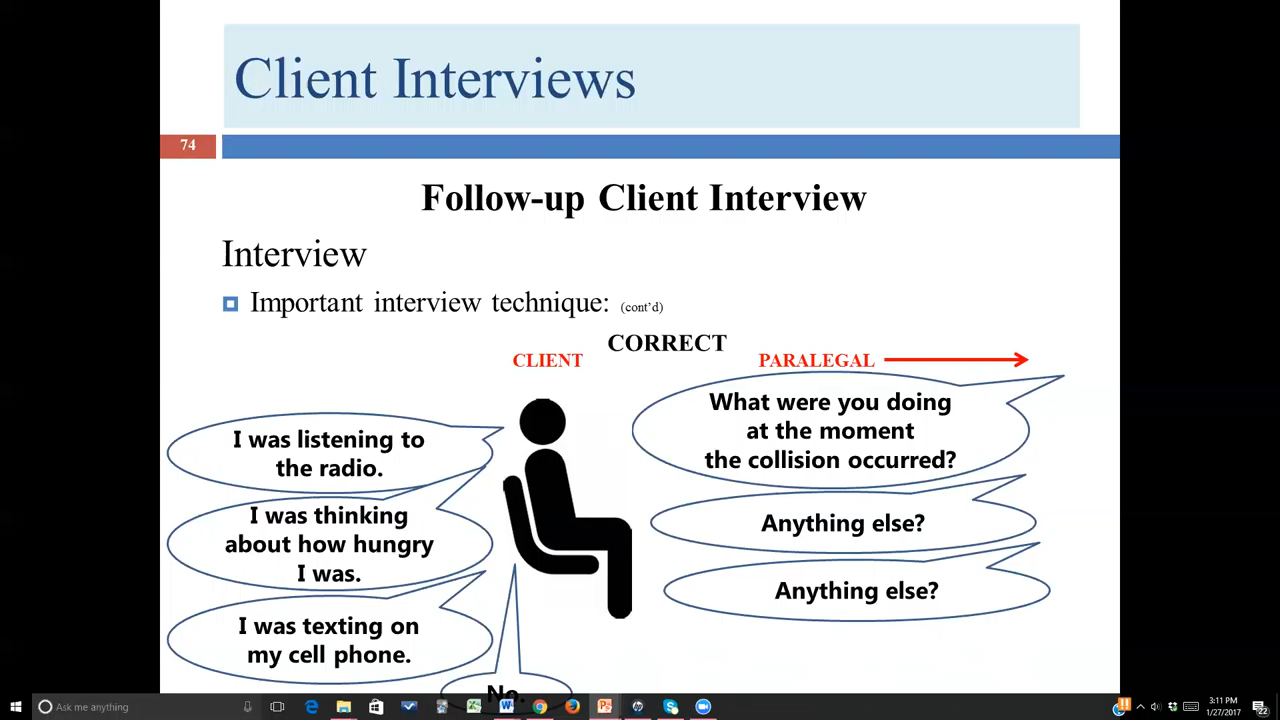 Client Interviews
74
Follow-up Client Interview
Interview
Important interview technique: (cont'd)
CORRECT
CLIENT
PARALEGAL
What were you doing
at the moment
the collision occurred?
I was listening to
the radio.
Anything else?
I was thinking
about how hungry
I was.
Anything else?
I was texting on
my cell phone.
No.
Ask me anything
3:11 PM
1/27/2017
22